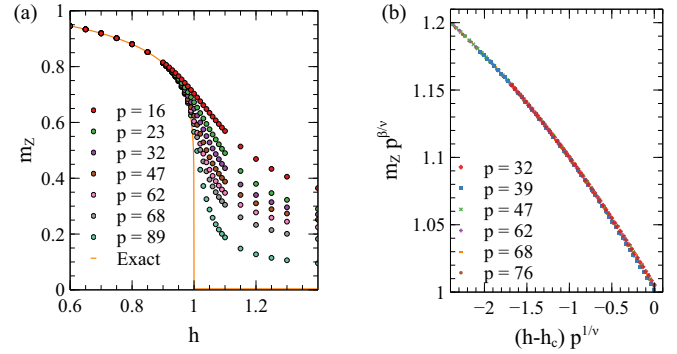 (a)
1
0.8
0.6
0.4
0.2
0
m_Z
p = 16
p = 23
p = 32
p = 47
p = 62
p = 68
p = 89
Exact
0.6 0.8 1 1.2
h
(b)
1.20
1.15
1.10
1.05
1
m_Z p^{β/ν}
p = 32
p = 39
p = 47
p = 62
p = 68
p = 76
−2 −1.5 −1 −0.5 0
(h-h_c) p^{1/ν}